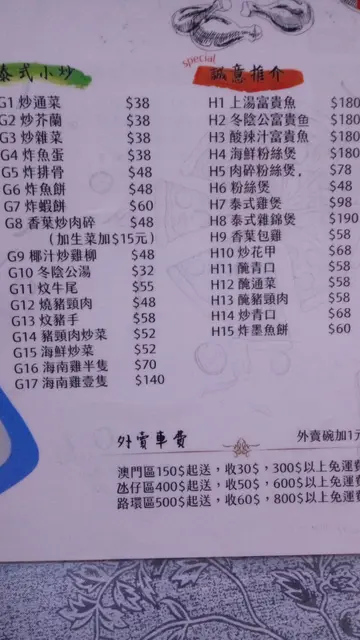 泰式小炒
G1 炒通菜 $38
G2 炒芥蘭 $38
G3 炒雜菜 $38
G4 炸魚蛋 $38
G5 炸排骨 $48
G6 炸魚餅 $48
G7 炸蝦餅 $60
G8 香葉炒肉碎 $48
(加生菜加$15元)
G9 椰汁炒雞柳 $48
G10 冬陰公湯 $32
G11 炆牛尾 $55
G12 燒豬頸肉 $48
G13 炆豬手 $58
G14 豬頸肉炒菜 $52
G15 海鮮炒菜 $52
G16 海南雞半隻 $70
G17 海南雞壹隻 $140
special
誠意推介
H1 上湯富貴魚 $180
H2 冬陰公富貴魚 $180
H3 酸辣汁富貴魚 $180
H4 海鮮粉絲煲 $180
H5 肉碎粉絲煲 $78
H6 粉絲煲 $48
H7 泰式雞煲 $98
H8 泰式雜錦煲 $190
H9 香葉包雞 $58
H10 炒花甲 $68
H11 醃青口 $58
H12 醃通菜 $58
H13 醃豬頸肉 $58
H14 炒青口 $68
H15 炸墨魚餅 $60
外賣車費
外賣碗加1元
澳門區150$起送，收30$，300$以上免運費
氹仔區400$起送，收50$，600$以上免運費
路環區500$起送，收60$，800$以上免運費